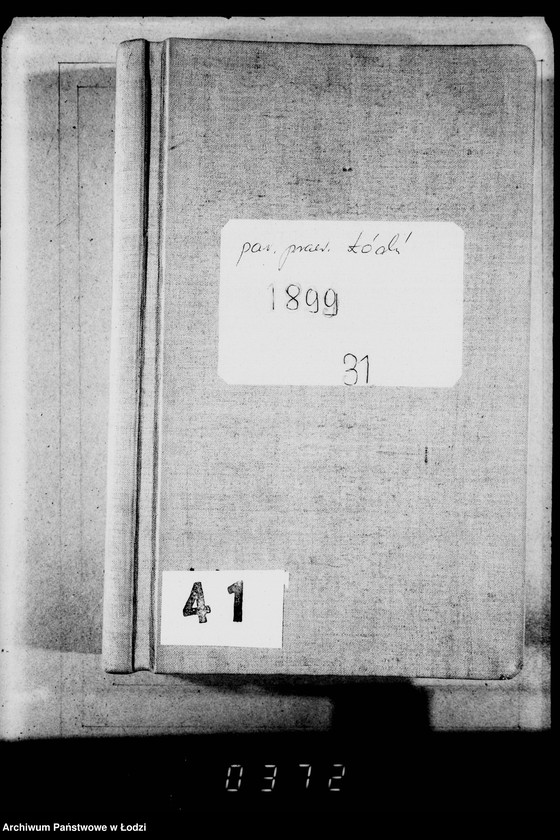 par. praw. Łódź
1899
31
41
0372
Archiwum Państwowe w Łodzi